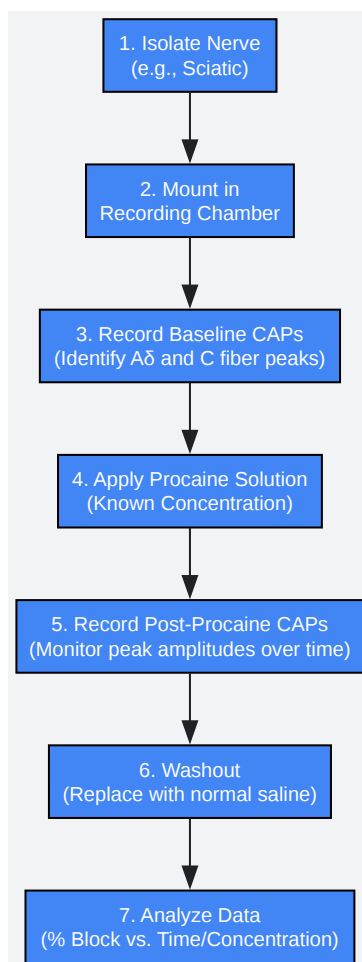 1. Isolate Nerve
(e.g., Sciatic)
2. Mount in
Recording Chamber
3. Record Baseline CAPs
(Identify Aδ and C fiber peaks)
4. Apply Procaine Solution
(Known Concentration)
5. Record Post-Procaine CAPs
(Monitor peak amplitudes over time)
6. Washout
(Replace with normal saline)
7. Analyze Data
(% Block vs. Time/Concentration)